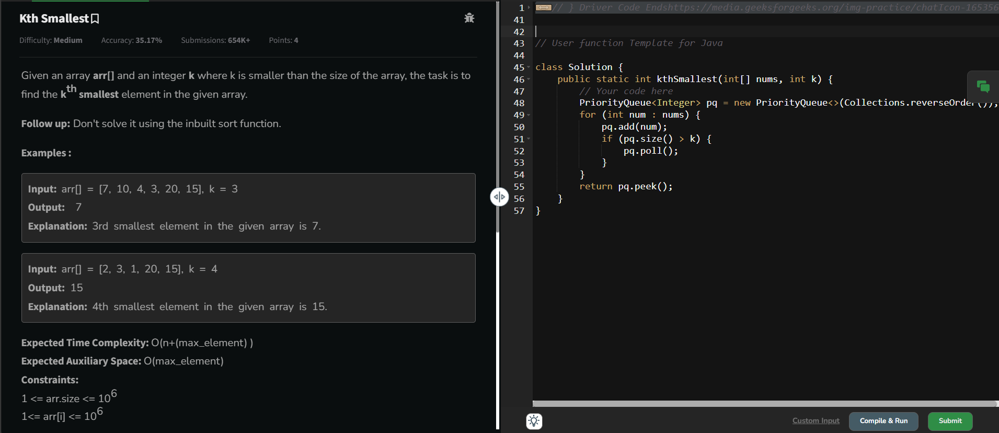 Kth Smallest
Difficulty: Medium Accuracy: 35.17% Submissions: 654K+ Points: 4
Given an array arr[] and an integer k where k is smaller than the size of the array, the task is to
find the kth smallest element in the given array.
Follow up: Don't solve it using the inbuilt sort function.
Examples :
Input: arr[] = [7, 10, 4, 3, 20, 15], k = 3
Output: 7
Explanation: 3rd smallest element in the given array is 7.
Input: arr[] = [2, 3, 1, 20, 15], k = 4
Output: 15
Explanation: 4th smallest element in the given array is 15.
Expected Time Complexity: O(n+(max_element) )
Expected Auxiliary Space: O(max_element)
Constraints:
1 <= arr.size <= 10^6
1<= arr[i] <= 10^6
1 // } Driver Code Endshttps://media.geeksforgeeks.org/img-practice/chatIcon-165356
41
42
43 // User function Template for Java
44
45 class Solution {
46 public static int kthSmallest(int[] nums, int k) {
47 // Your code here
48 PriorityQueue<Integer> pq = new PriorityQueue<>(Collections.reverseOrder());
49 for (int num : nums) {
50 pq.add(num);
51 if (pq.size() > k) {
52 pq.poll();
53 }
54 }
55 return pq.peek();
56 }
57 }
Custom Input
Compile & Run
Submit